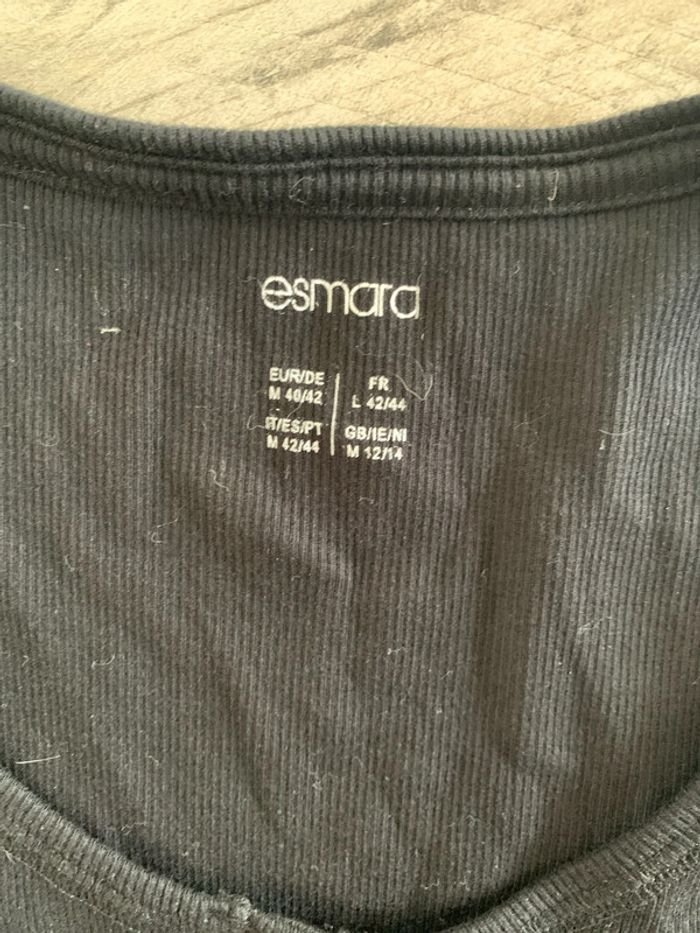 esmara
EUR/DE
M 40/42
FR
L 42/44
IT/ES/PT
M 42/44
GB/IE/NI
M 12/14